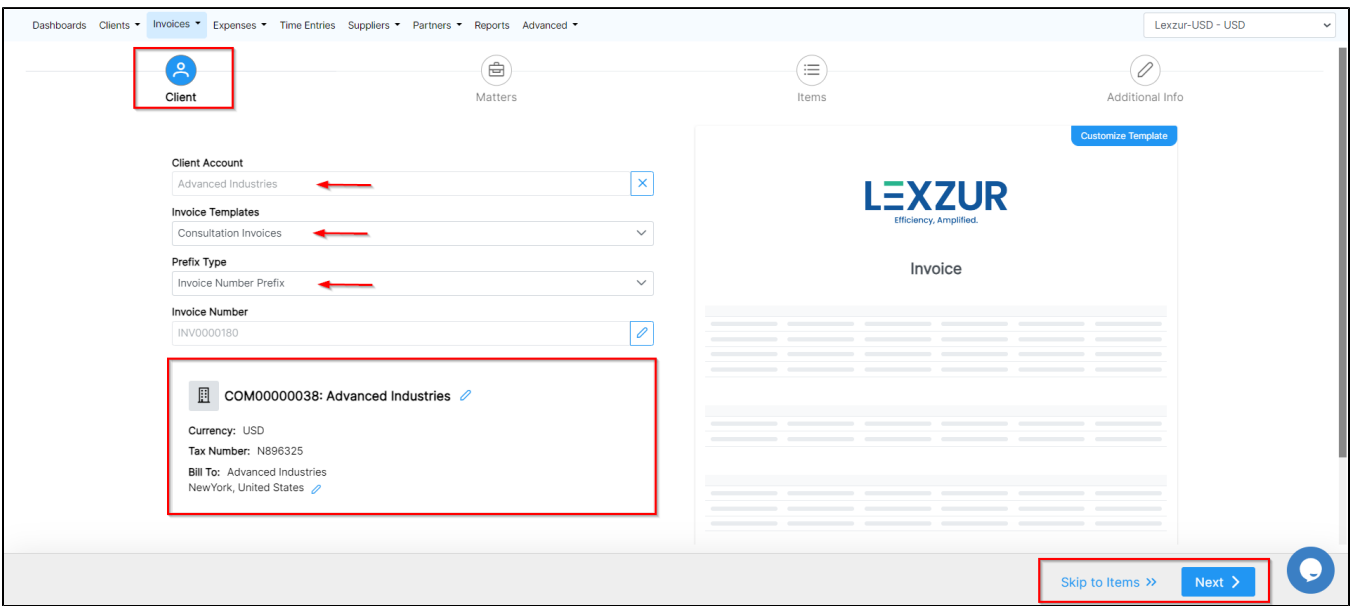 Dashboards Clients Invoices Expenses Time Entries Suppliers Partners Reports Advanced Lexzur-USD - USD
Client Matters Items Additional Info
Customize Template
Client Account
Advanced Industries
Invoice Templates
Consultation Invoices
Prefix Type
Invoice Number Prefix
Invoice Number
INV0000180
COM00000038: Advanced Industries
Currency: USD
Tax Number: N896325
Bill To: Advanced Industries
NewYork, United States
LEXZUR
Efficiency, Amplified.
Invoice
Skip to Items Next